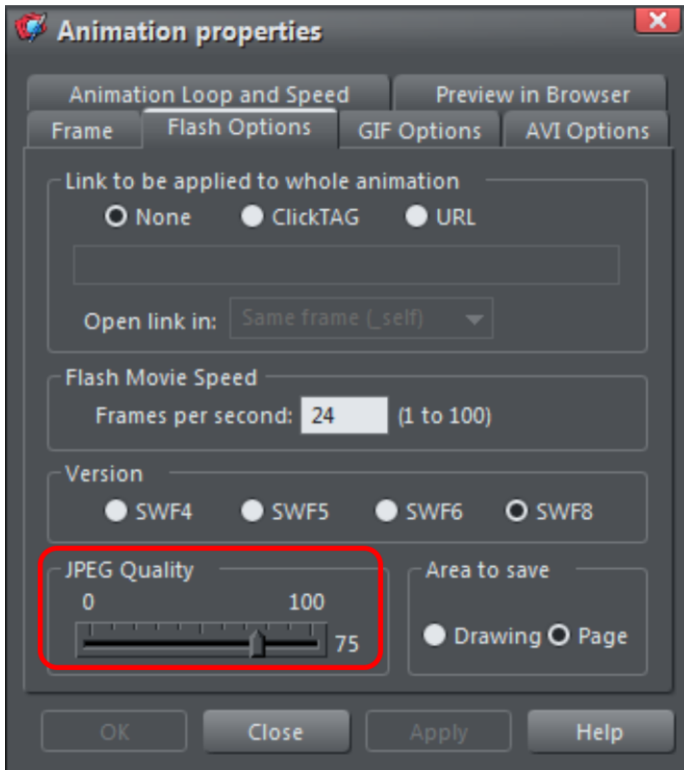 Animation properties
Animation Loop and Speed Preview in Browser
Frame Flash Options GIF Options AVI Options
Link to be applied to whole animation
None ClickTAG URL
Open link in: Same frame (_self)
Flash Movie Speed
Frames per second: 24 (1 to 100)
Version
SWF4 SWF5 SWF6 SWF8
JPEG Quality Area to save
0 100
75 Drawing Page
OK Close Apply Help